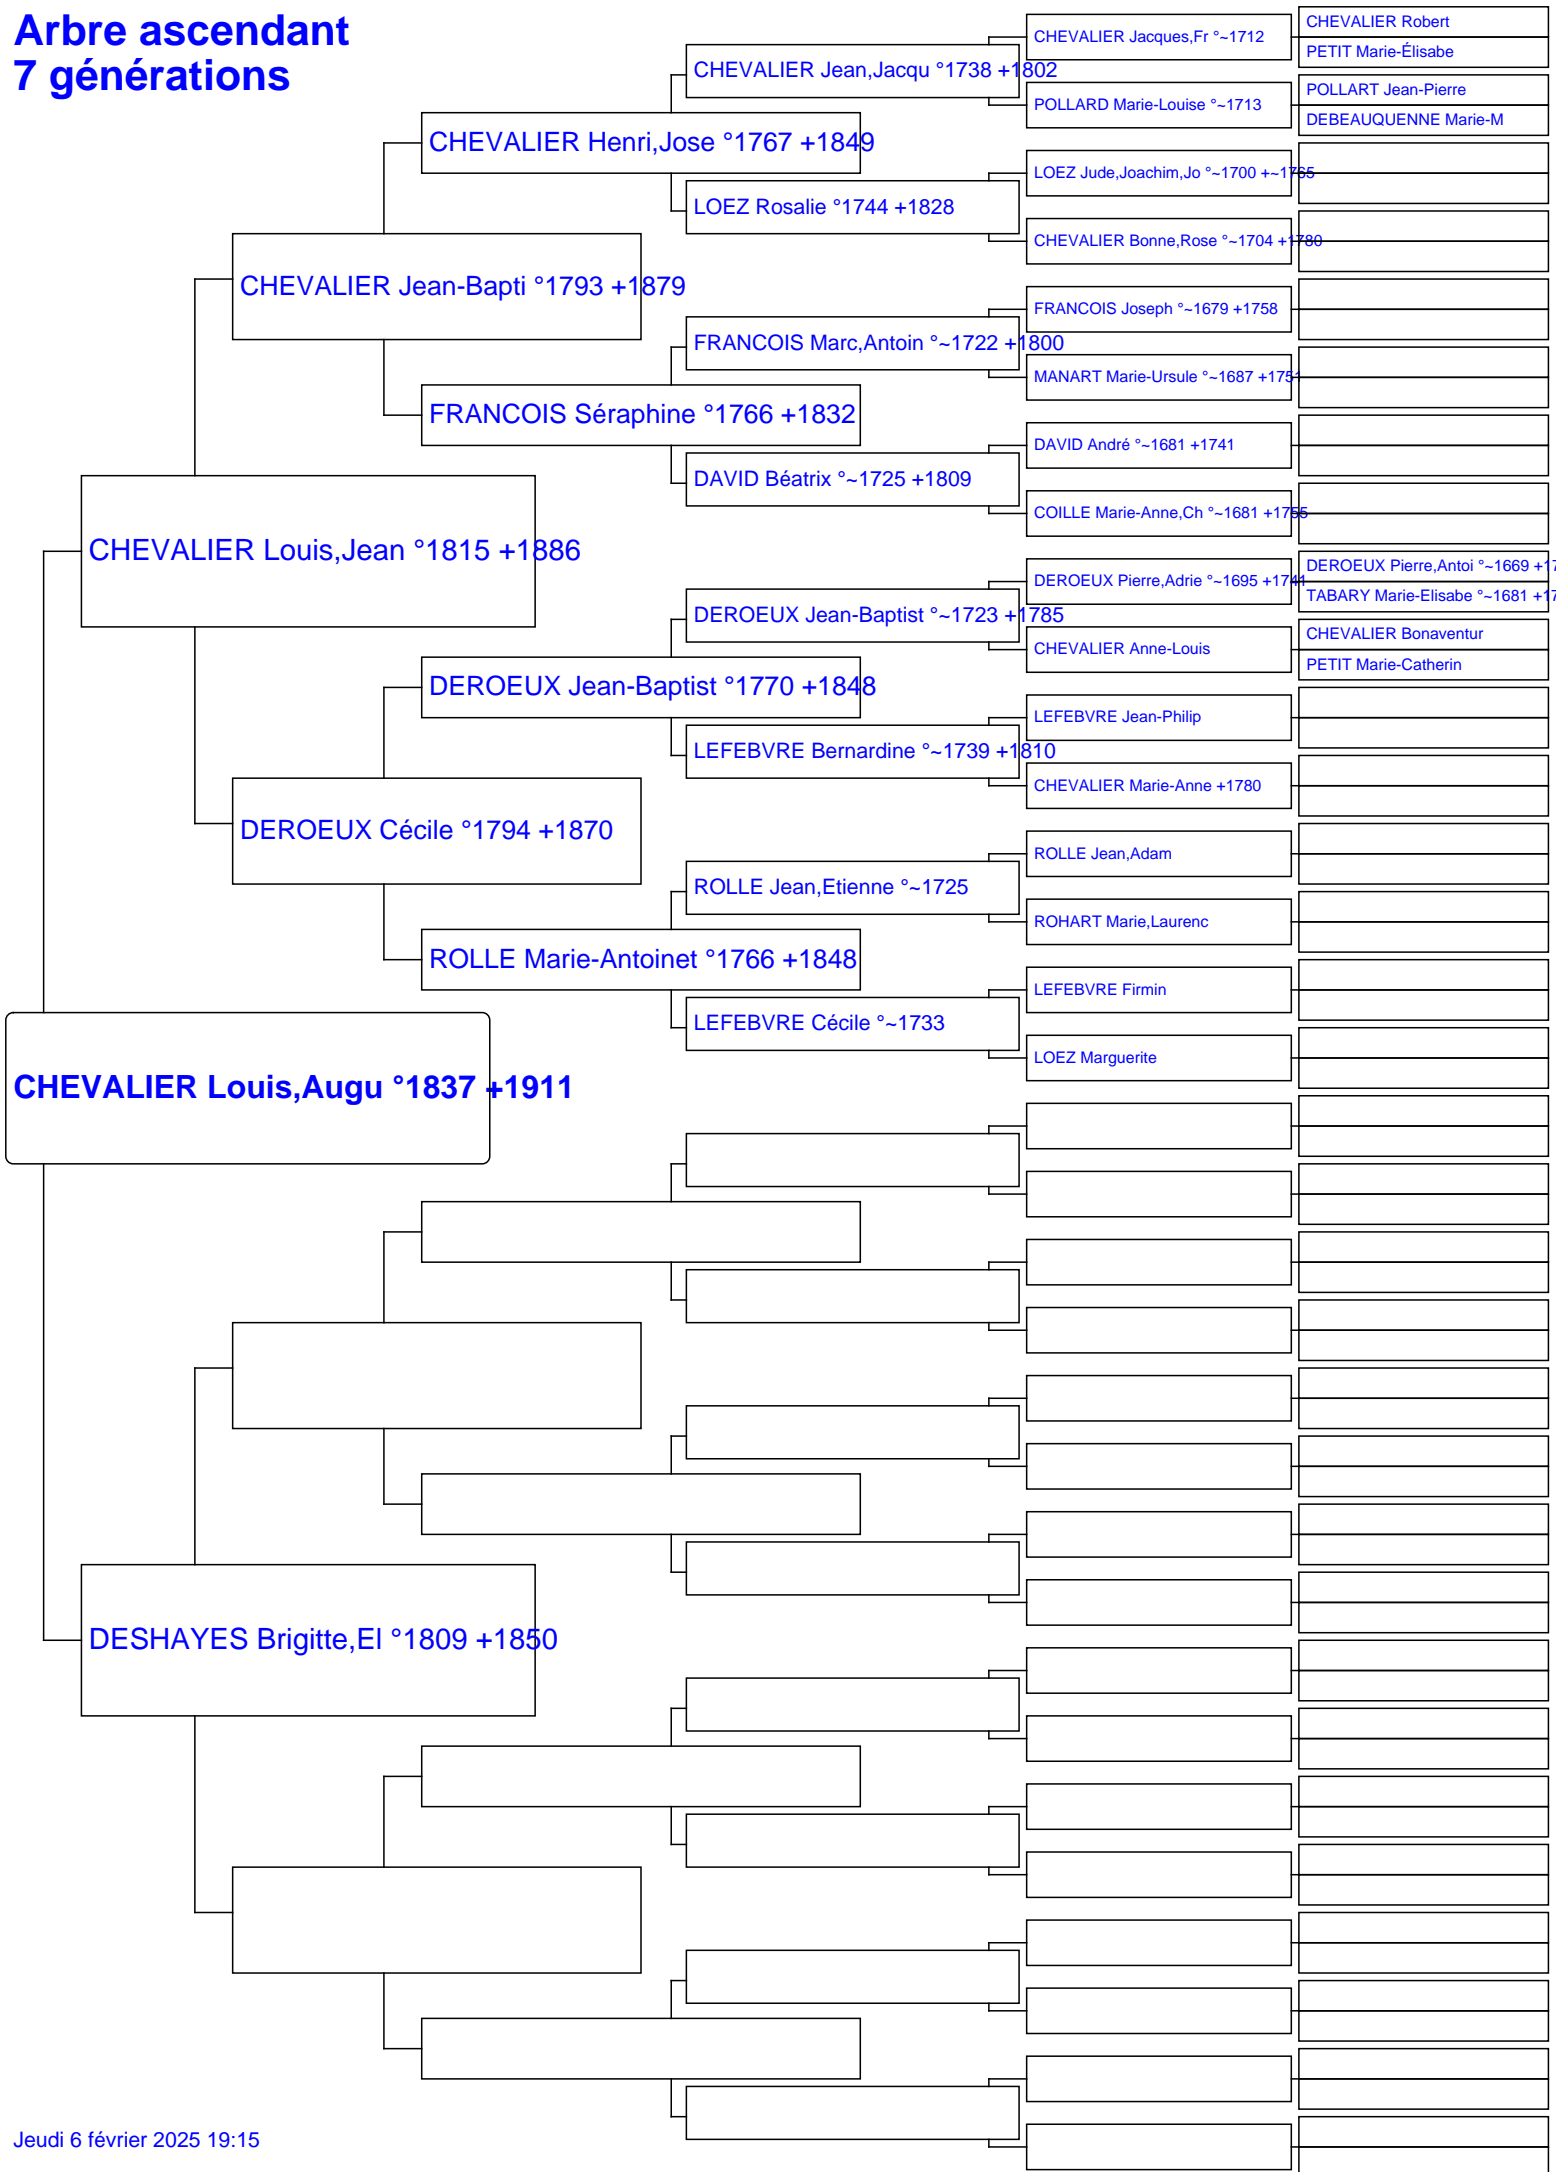 Arbre ascendant
7 générations
CHEVALIER Louis,Augu °1837 +1911
CHEVALIER Louis,Jean °1815 +1886
DESHAYES Brigitte,El °1809 +1850
CHEVALIER Jean-Bapti °1793 +1879
DEROEUX Cécile °1794 +1870
CHEVALIER Henri,Jose °1767 +1849
FRANCOIS Séraphine °1766 +1832
DEROEUX Jean-Baptist °1770 +1848
ROLLE Marie-Antoinet °1766 +1848
CHEVALIER Jean,Jacqu °1738 +1802
LOEZ Rosalie °1744 +1828
FRANCOIS Marc,Antoin °~1722 +1800
DAVID Béatrix °~1725 +1809
DEROEUX Jean-Baptist °~1723 +1785
LEFEBVRE Bernardine °~1739 +1810
ROLLE Jean,Etienne °~1725
LEFEBVRE Cécile °~1733
CHEVALIER Jacques,Fr °~1712
POLLARD Marie-Louise °~1713
LOEZ Jude,Joachim,Jo °~1700 +~1765
CHEVALIER Bonne,Rose °~1704 +1780
FRANCOIS Joseph °~1679 +1758
MANART Marie-Ursule °~1687 +1751
DAVID André °~1681 +1741
COILLE Marie-Anne,Ch °~1681 +1755
DEROEUX Pierre,Adrie °~1695 +1741
CHEVALIER Anne-Louis
LEFEBVRE Jean-Philip
CHEVALIER Marie-Anne +1780
ROLLE Jean,Adam
ROHART Marie,Laurenc
LEFEBVRE Firmin
LOEZ Marguerite
CHEVALIER Robert
PETIT Marie-Élisabe
POLLART Jean-Pierre
DEBEAUQUENNE Marie-M
DEROEUX Pierre,Antoi °~1669 +17
TABARY Marie-Elisabe °~1681 +17
CHEVALIER Bonaventur
PETIT Marie-Catherin
Jeudi 6 février 2025 19:15